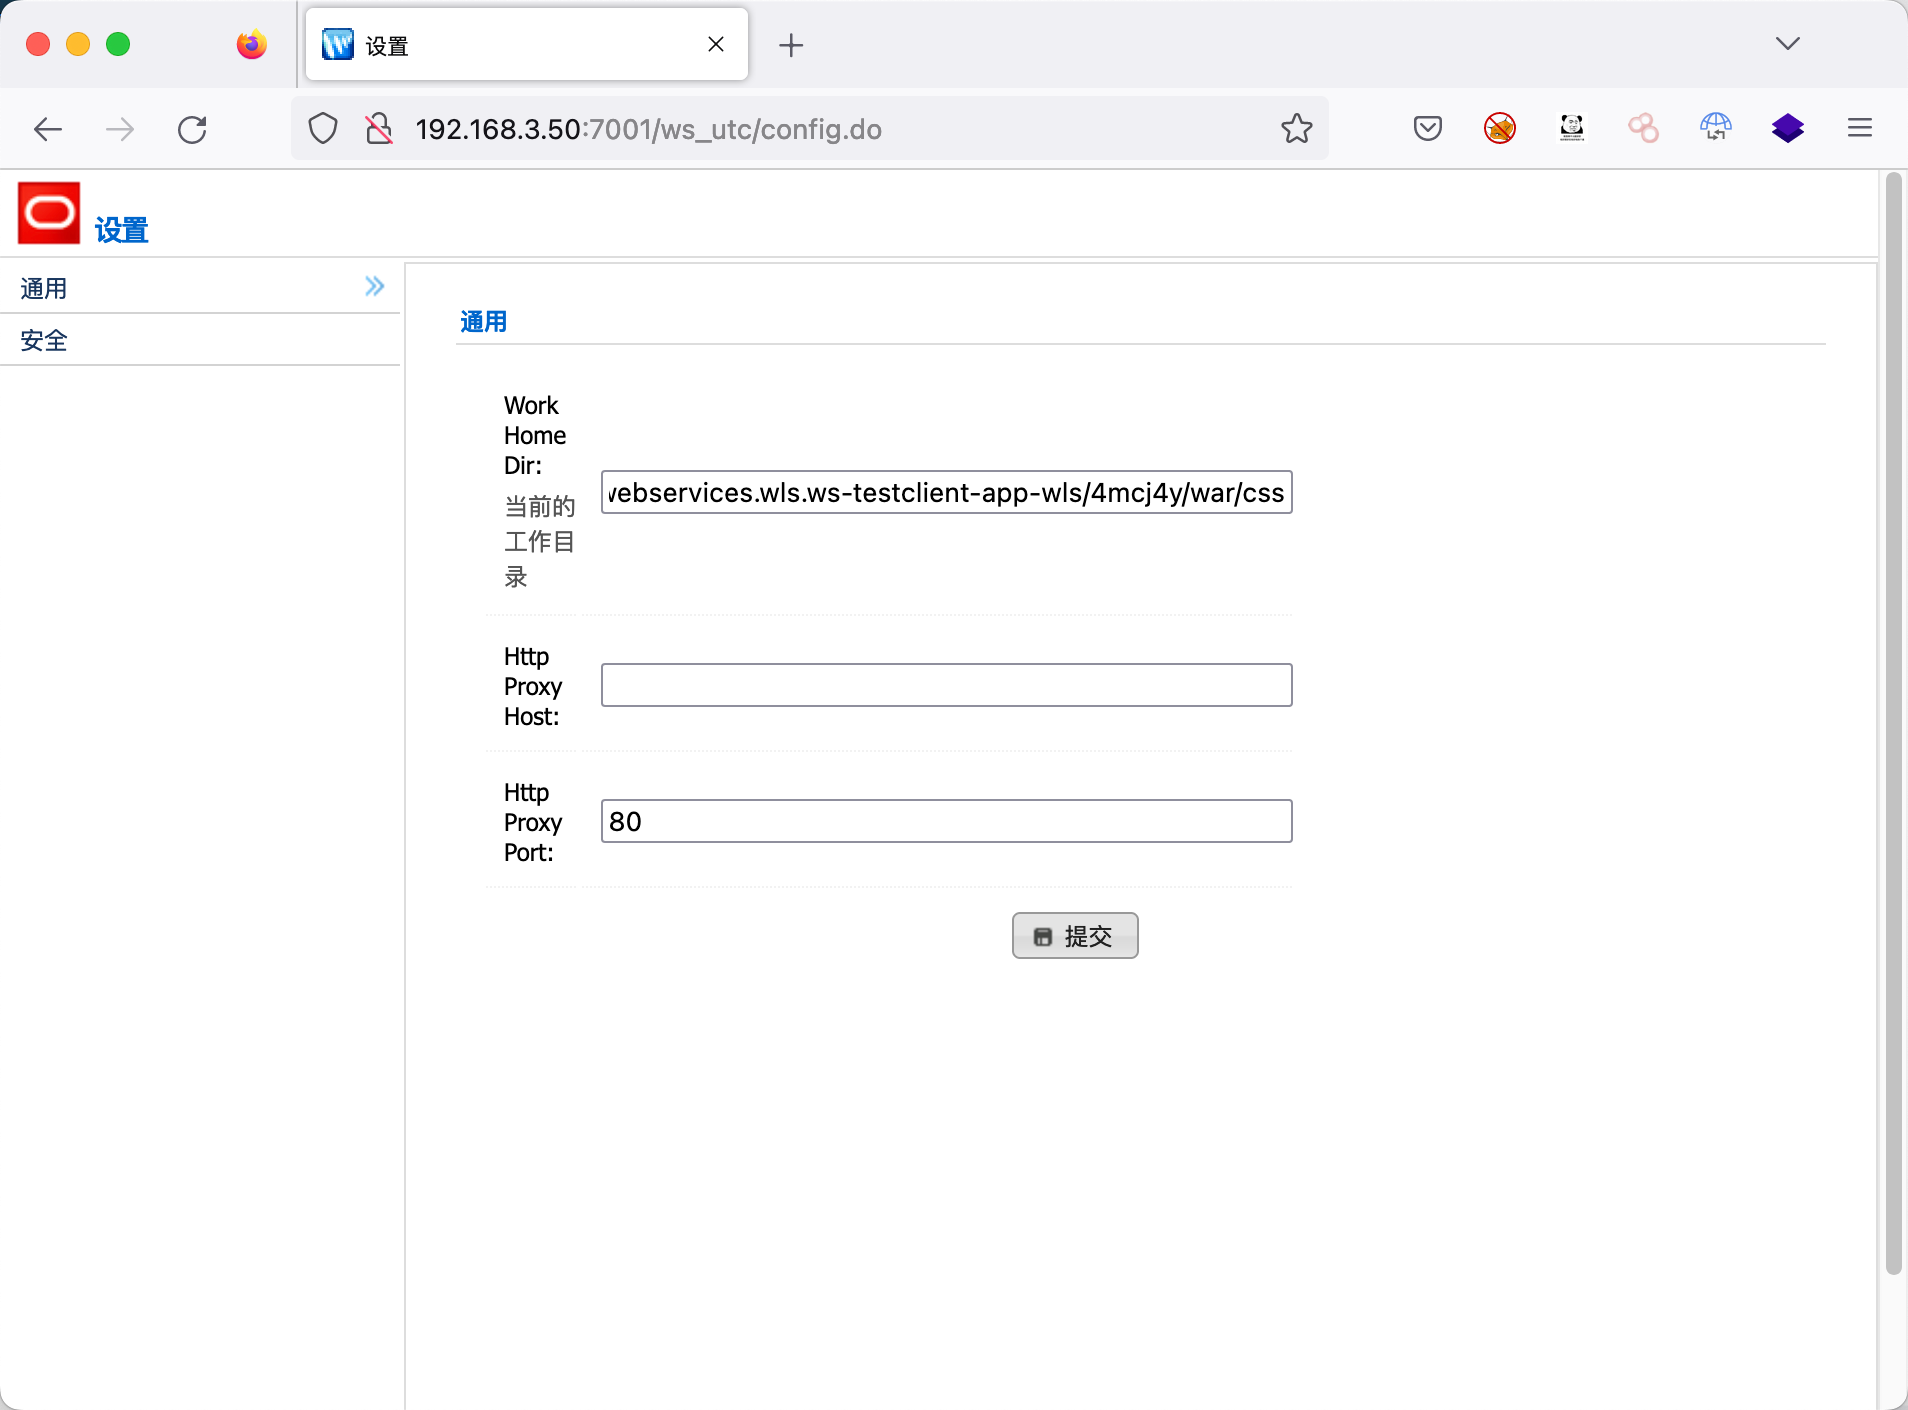 设置
192.168.3.50:7001/ws_utc/config.do
设置
通用
安全
通用
Work
Home
Dir:
当前的
工作目
录
webservices.wls.ws-testclient-app-wls/4mcj4y/war/css
Http
Proxy
Host:
Http
Proxy
Port:
80
提交